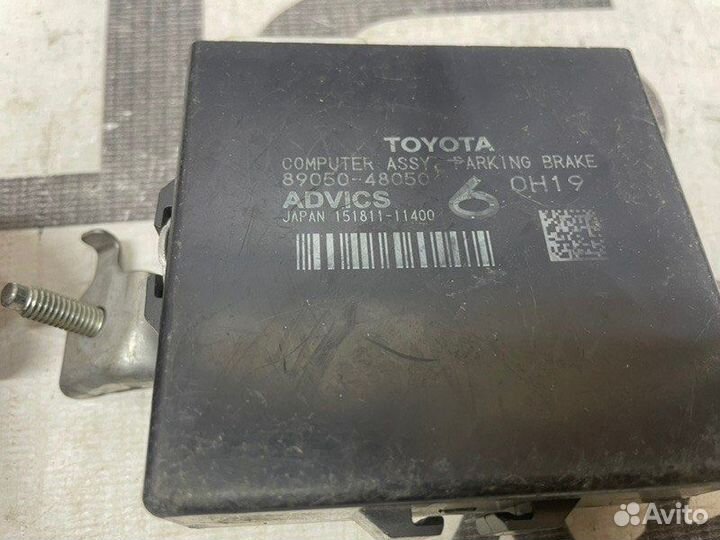 TOYOTA
COMPUTER ASSY, PARKING BRAKE
89050-48050 6 0H19
ADVICS
JAPAN 151811-11400
Avito